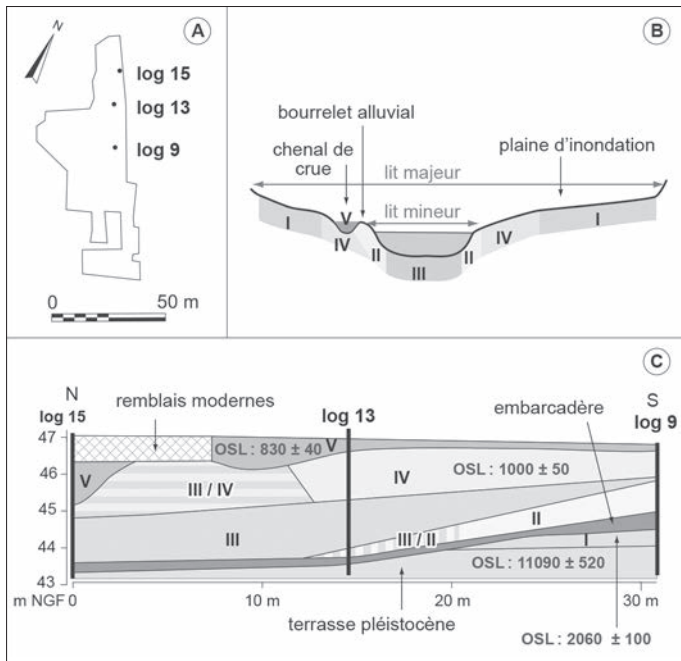 N
A
log 15
log 13
log 9
0 50 m
B
bourrelet alluvial
chenal de
crue
plaine d'inondation
lit majeur
lit mineur
V
I
IV
II
III
II
IV
I
C
N
log 15
remblais modernes
log 13
embarcadère
S
log 9
47
46
45
44
43
m NGF
OSL : 830 ± 40
V
V
III / IV
IV
OSL : 1000 ± 50
III
III / II
II
I
OSL : 11090 ± 520
0
10 m
20 m
30 m
terrasse pléistocène
OSL : 2060 ± 100